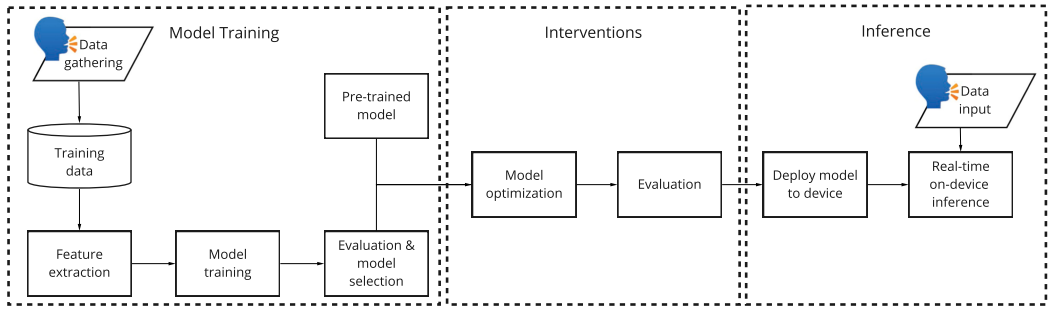 Model Training
Data
gathering
Training
data
Feature
extraction
Model
training
Evaluation &
model
selection
Pre-trained
model
Interventions
Model
optimization
Evaluation
Inference
Data
input
Deploy model
to device
Real-time
on-device
inference